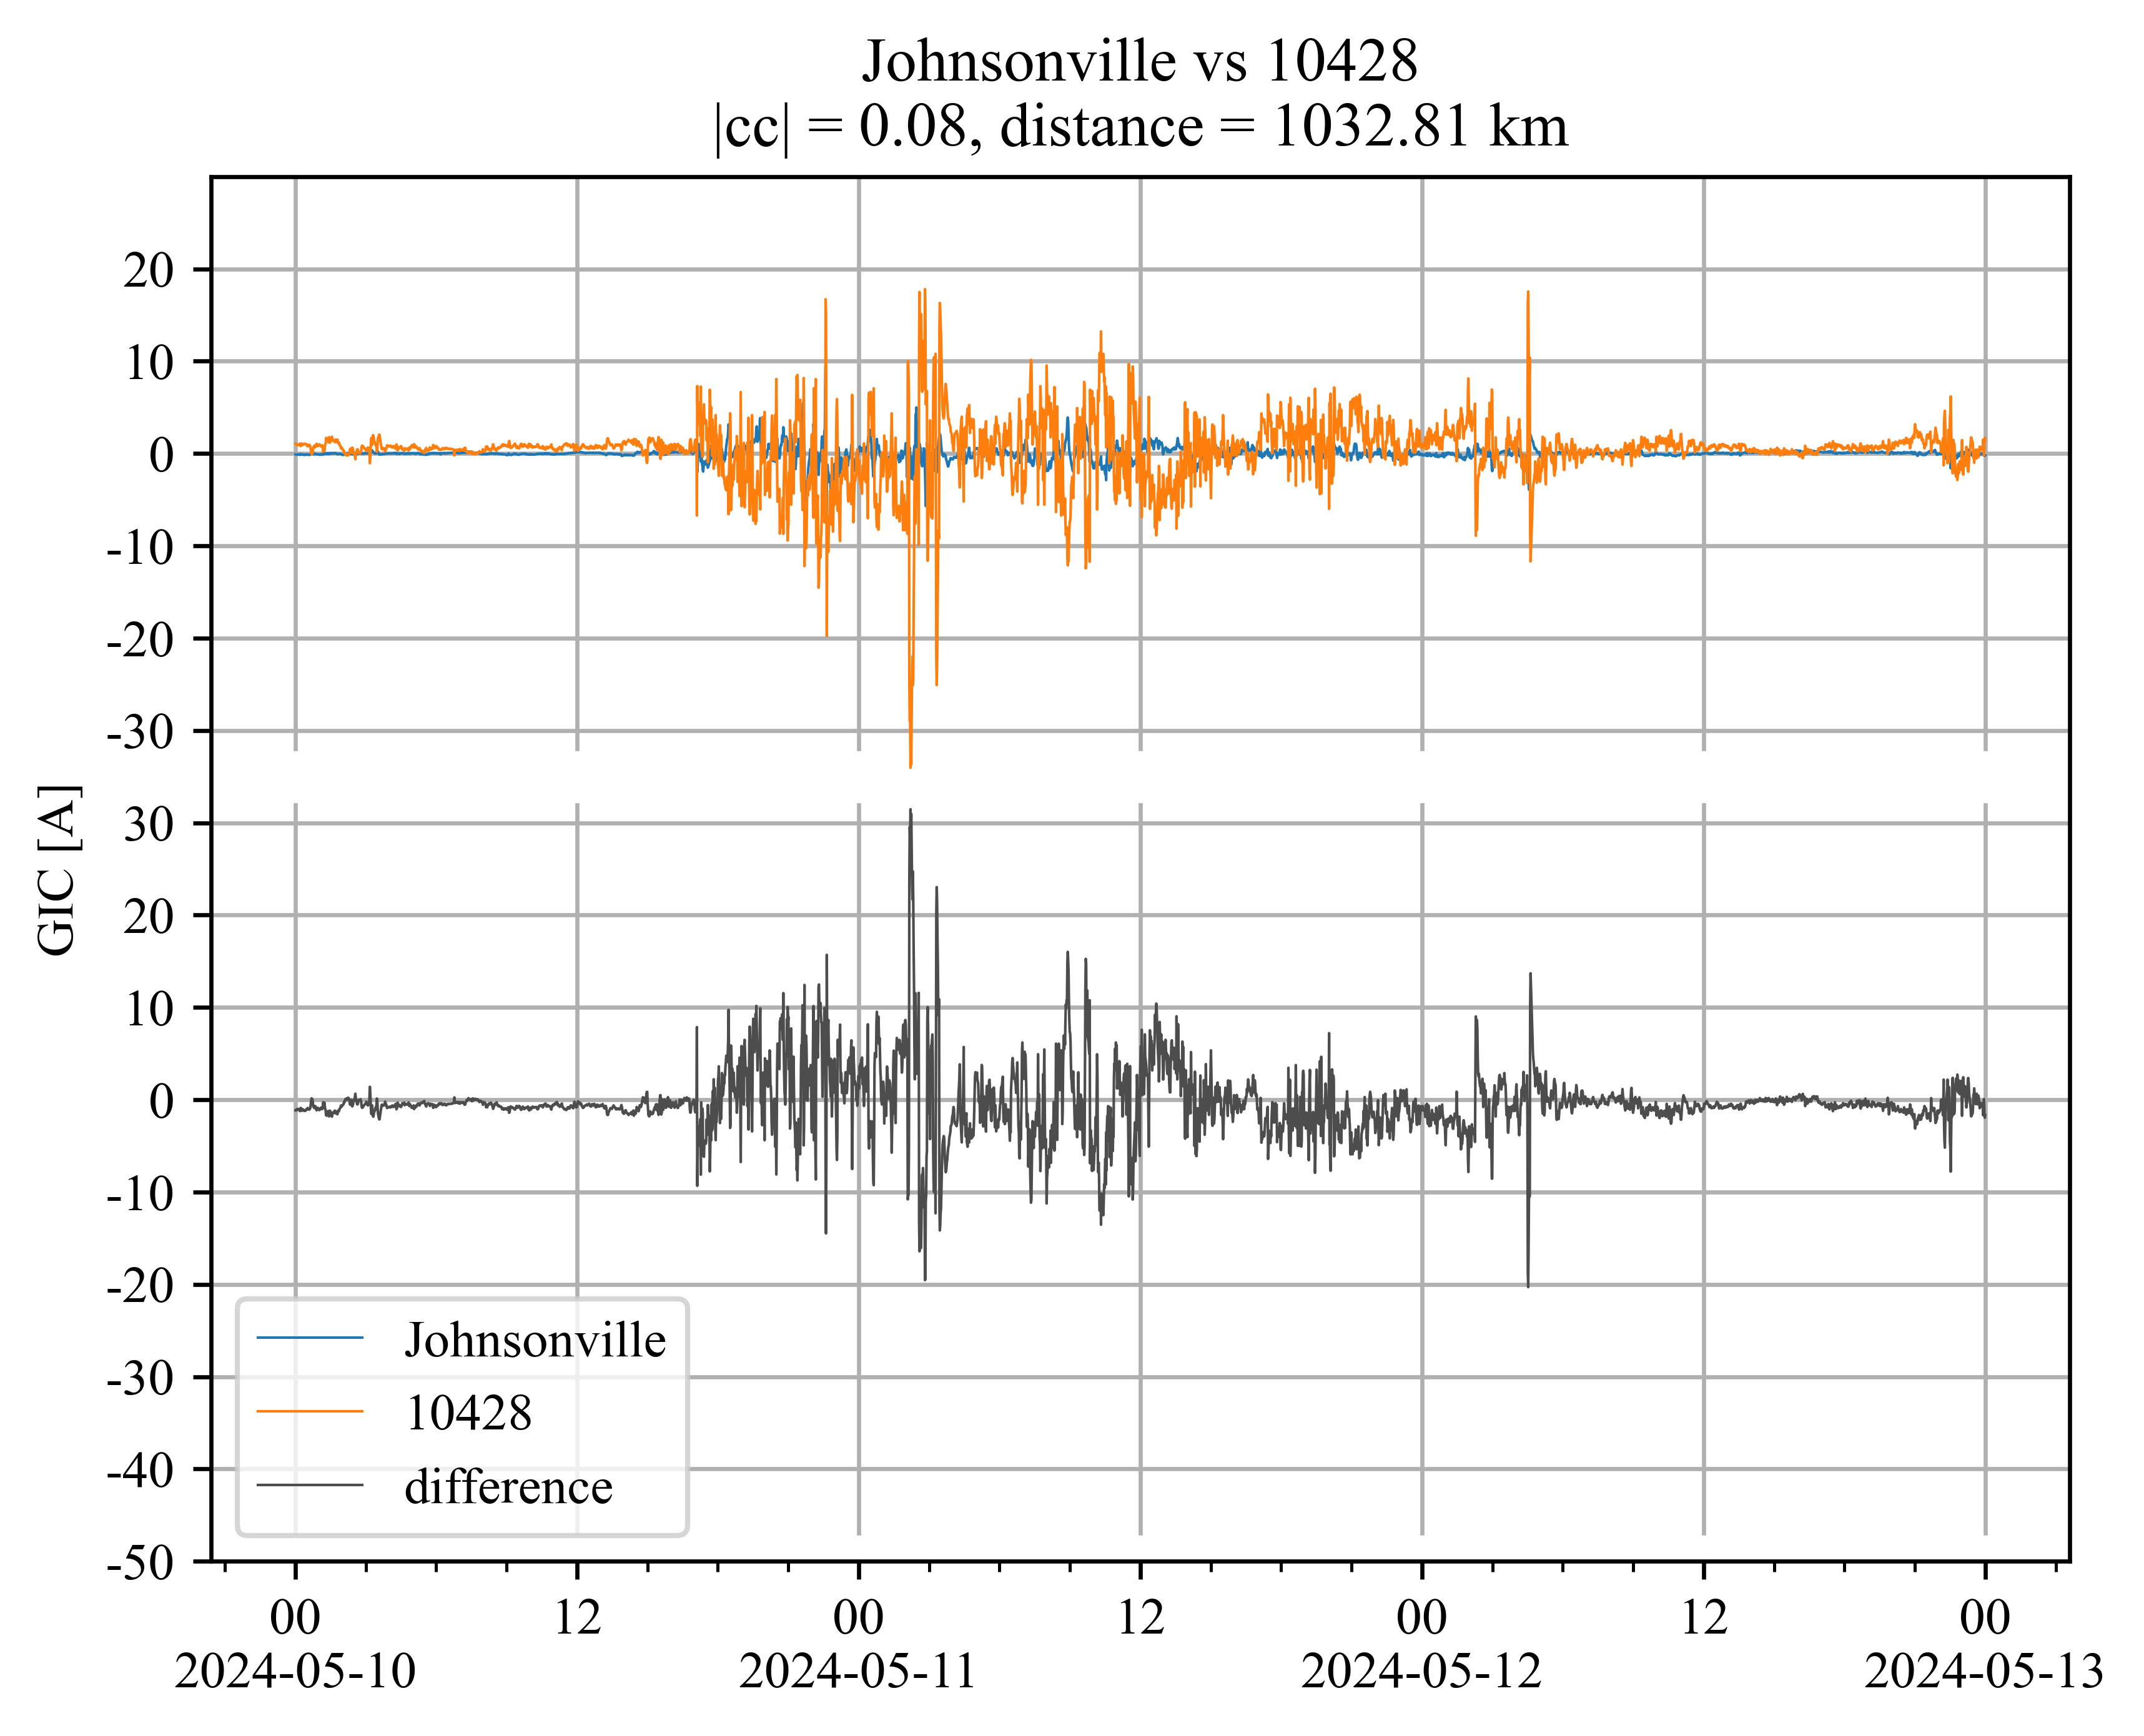 Johnsonville vs 10428
|cc| = 0.08, distance = 1032.81 km
GIC [A]
20
10
0
-10
-20
-30
30
20
10
0
-10
-20
-30
-40
-50
Johnsonville
10428
difference
00 12 00 12 00 12 00
2024-05-10 2024-05-11 2024-05-12 2024-05-13